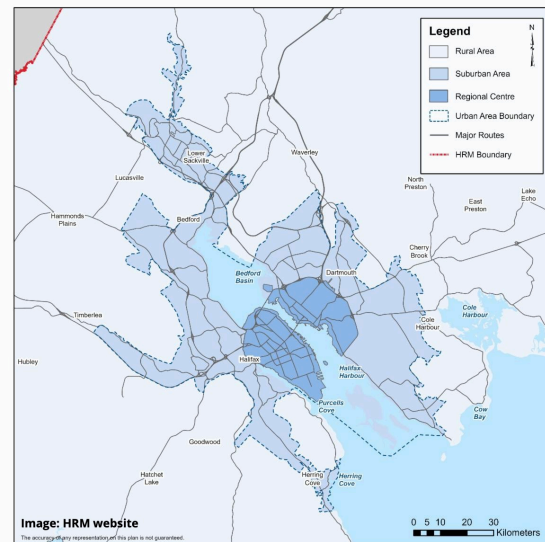 Legend
N
Rural Area
Suburban Area
Regional Centre
Urban Area Boundary
Major Routes
HRM Boundary
Lower
Sackville
Waverley
Lucasville
North
Preston
East
Preston
Lake
Echo
Hammonds
Plains
Bedford
Cherry
Brook
Bedford
Basin
Dartmouth
Timberlea
Cole
Harbour
Cole
Harbour
Hubley
Halifax
Halifax
Harbour
Purcells
Cove
Cow
Bay
Goodwood
Hatchet
Lake
Herring
Cove
Herring
Cove
Image: HRM website
The accuracy of any representation on this plan is not guaranteed.
0 5 10 20 30
Kilometers